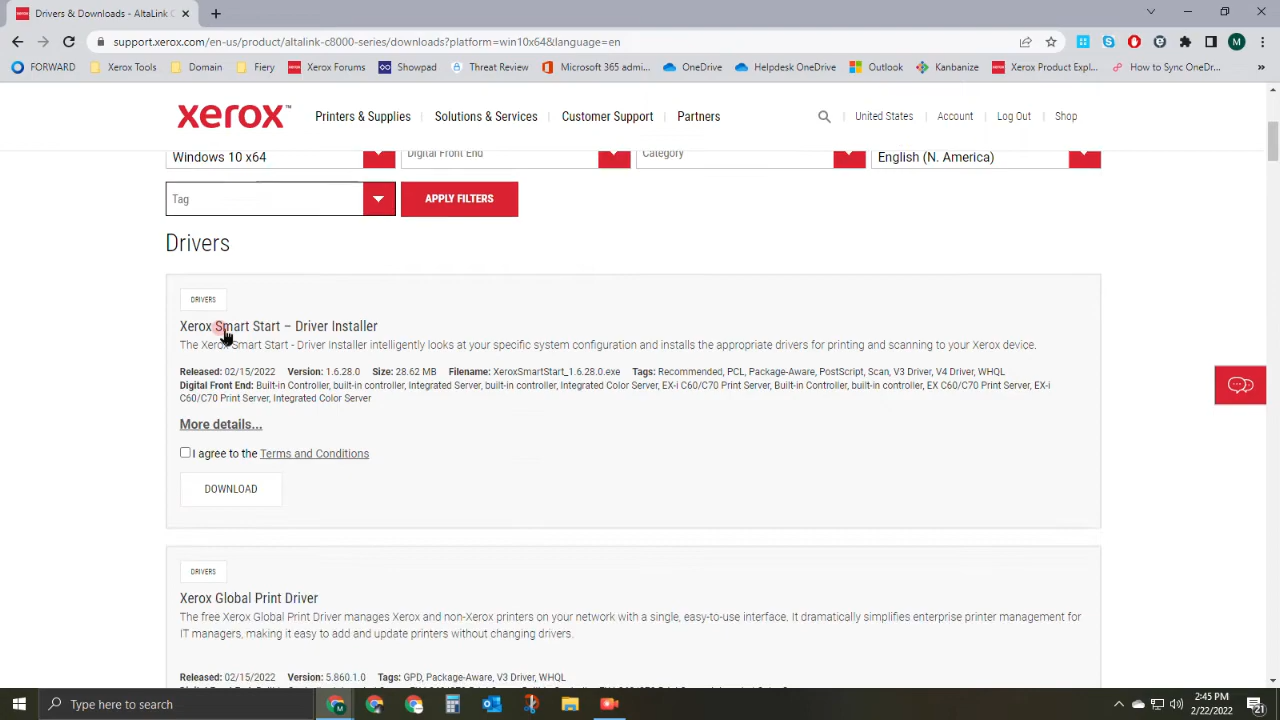 Drivers & Downloads - AltaLink C
support.xerox.com/en-us/product/altalink-c8000-series/downloads?platform=win10x64&language=en
M
FORWARD Xerox Tools Domain Fiery Xerox Forums Showpad Threat Review Microsoft 365 admi... OneDrive Helpdesk OneDrive Outlook Kanbanize Xerox Product Expl... How to Sync OneDr... »
xerox™ Printers & Supplies Solutions & Services Customer Support Partners United States Account Log Out Shop
Windows 10 x64 Digital Front End Category English (N. America)
Tag APPLY FILTERS
Drivers
DRIVERS
Xerox Smart Start – Driver Installer
The Xerox Smart Start - Driver Installer intelligently looks at your specific system configuration and installs the appropriate drivers for printing and scanning to your Xerox device.
Released: 02/15/2022 Version: 1.6.28.0 Size: 28.62 MB Filename: XeroxSmartStart_1.6.28.0.exe Tags: Recommended, PCL, Package-Aware, PostScript, Scan, V3 Driver, V4 Driver, WHQL
Digital Front End: Built-in Controller, built-in controller, Integrated Server, built-in controller, Integrated Color Server, EX-i C60/C70 Print Server, Built-in Controller, built-in controller, EX C60/C70 Print Server, EX-i
C60/C70 Print Server, Integrated Color Server
More details...
I agree to the Terms and Conditions
DOWNLOAD
DRIVERS
Xerox Global Print Driver
The free Xerox Global Print Driver manages Xerox and non-Xerox printers on your network with a single, easy-to-use interface. It dramatically simplifies enterprise printer management for
IT managers, making it easy to add and update printers without changing drivers.
Released: 02/15/2022 Version: 5.860.1.0 Tags: GPD, Package-Aware, V3 Driver, WHQL
Type here to search
2:45 PM
2/22/2022
21